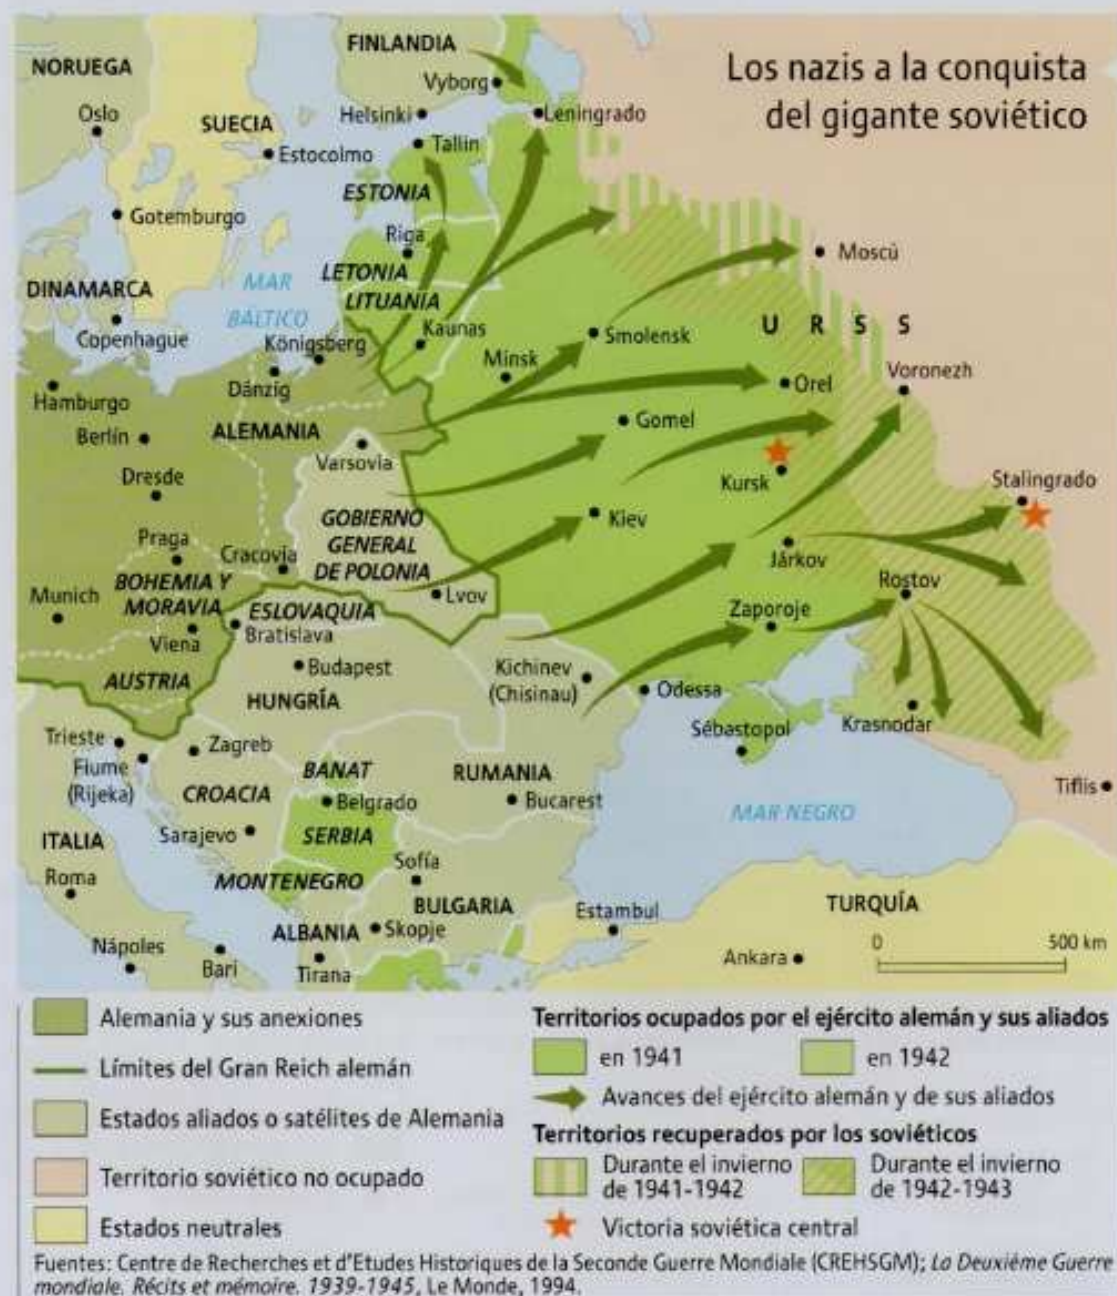 Los nazis a la conquista
del gigante soviético
NORUEGA
Oslo
SUECIA
Estocolmo
Gotemburgo
FINLANDIA
Vyborg
Helsinki
Leningrado
Tallin
ESTONIA
Riga
LETONIA
LITUANIA
Kaunas
MAR
BÁLTICO
DINAMARCA
Copenhague
Königsberg
Dánzig
Hamburgo
Berlín
ALEMANIA
Varsovia
Dresde
Minsk
Smolensk
Moscú
U R S S
Orel
Voronezh
Gomel
Kursk
Stalingrado
Kiev
Járkov
Rostov
Zaporoje
GOBIERNO
GENERAL
DE POLONIA
Praga
Cracovia
BOHEMIA Y
MORAVIA
Munich
Viena
Lvov
ESLOVAQUIA
Bratislava
AUSTRIA
Budapest
HUNGRÍA
Kichinev
(Chisinau)
Odessa
Sébastopol
Krasnodar
Tiflis
Trieste
Fiume
(Rijeka)
Zagreb
CROACIA
BANAT
Belgrado
SERBIA
RUMANIA
Bucarest
MAR NEGRO
Sarajevo
ITALIA
Roma
MONTENEGRO
Sofía
BULGARIA
ALBANIA
Skopje
Tirana
Nápoles
Bari
Estambul
TURQUÍA
Ankara
0 500 km
Alemania y sus anexiones
Límites del Gran Reich alemán
Estados aliados o satélites de Alemania
Territorio soviético no ocupado
Estados neutrales
Territorios ocupados por el ejército alemán y sus aliados
en 1941 en 1942
Avances del ejército alemán y de sus aliados
Territorios recuperados por los soviéticos
Durante el invierno
de 1941-1942
Durante el invierno
de 1942-1943
Victoria soviética central
Fuentes: Centre de Recherches et d'Etudes Historiques de la Seconde Guerre Mondiale (CREHSGM); La Deuxième Guerre
mondiale. Récits et mémoire. 1939-1945, Le Monde, 1994.